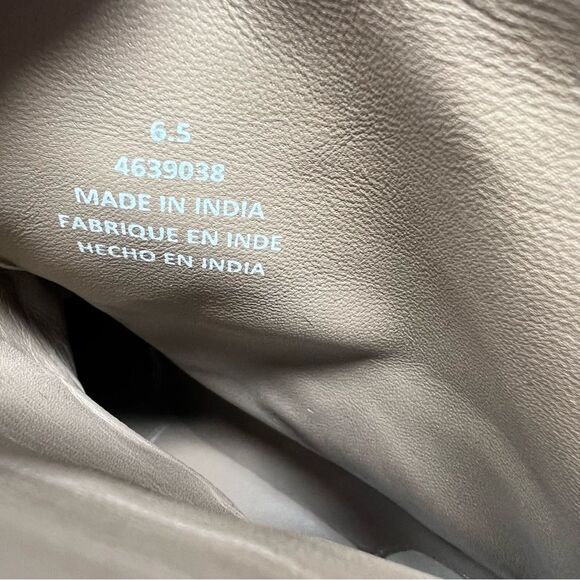 6.5
4639038
MADE IN INDIA
FABRIQUE EN INDE
HECHO EN INDIA